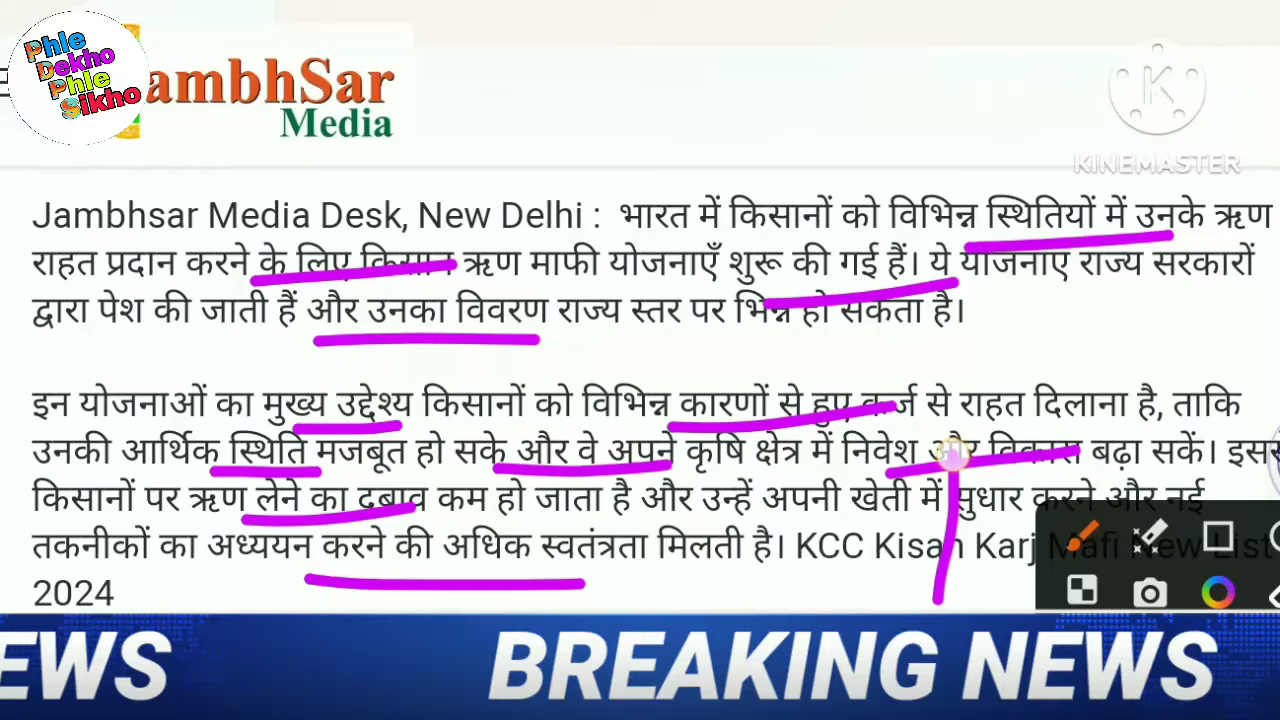 Phle
Dekho
Phle
Sikho
ambhSar
Media
KINEMASTER
Jambhsar Media Desk, New Delhi : भारत में किसानों को विभिन्न स्थितियों में उनके ऋण
राहत प्रदान करने के लिए किसान ऋण माफी योजनाएँ शुरू की गई हैं। ये योजनाएं राज्य सरकारों
द्वारा पेश की जाती हैं और उनका विवरण राज्य स्तर पर भिन्न हो सकता है।
इन योजनाओं का मुख्य उद्देश्य किसानों को विभिन्न कारणों से हुए कर्ज से राहत दिलाना है, ताकि
उनकी आर्थिक स्थिति मजबूत हो सके और वे अपने कृषि क्षेत्र में निवेश और विकास बढ़ा सकें। इसस
किसानों पर ऋण लेने का दबाव कम हो जाता है और उन्हें अपनी खेती में सुधार करने और नई
तकनीकों का अध्ययन करने की अधिक स्वतंत्रता मिलती है। KCC Kisan Karj Mafi New List
2024
EWS BREAKING NEWS